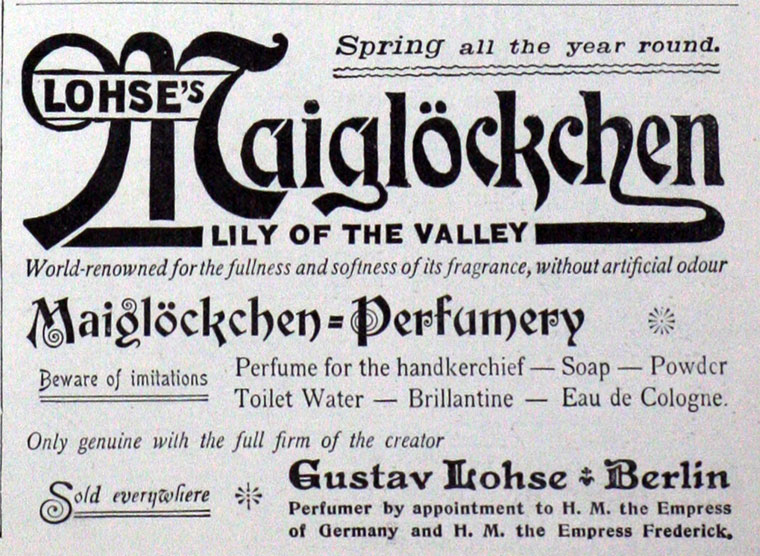 Spring all the year round.
LOHSE'S
Maiglöckchen
LILY OF THE VALLEY
World-renowned for the fullness and softness of its fragrance, without artificial odour
Maiglöckchen=Perfumery
Beware of imitations
Perfume for the handkerchief — Soap — Powder
Toilet Water — Brillantine — Eau de Cologne.
Only genuine with the full firm of the creator
Sold everywhere
Gustav Lohse Berlin
Perfumer by appointment to H. M. the Empress
of Germany and H. M. the Empress Frederick.